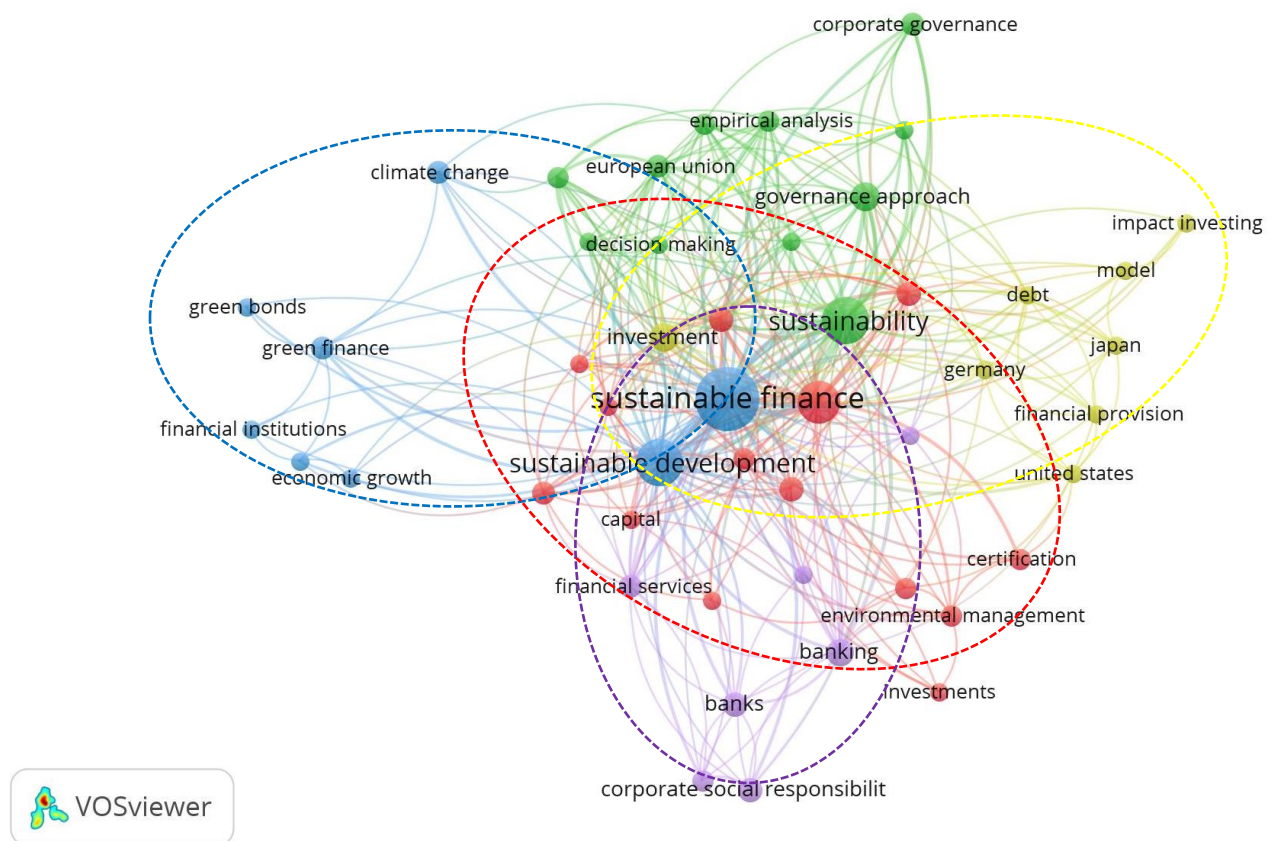 corporate governance
empirical analysis
european union
climate change
governance approach
impact investing
decision making
model
debt
green bonds
sustainability
investment
green finance
japan
germany
sustainable finance
financial provision
financial institutions
sustainable development
economic growth
united states
capital
certification
financial services
environmental management
banking
investments
banks
corporate social responsibilit
VOSviewer